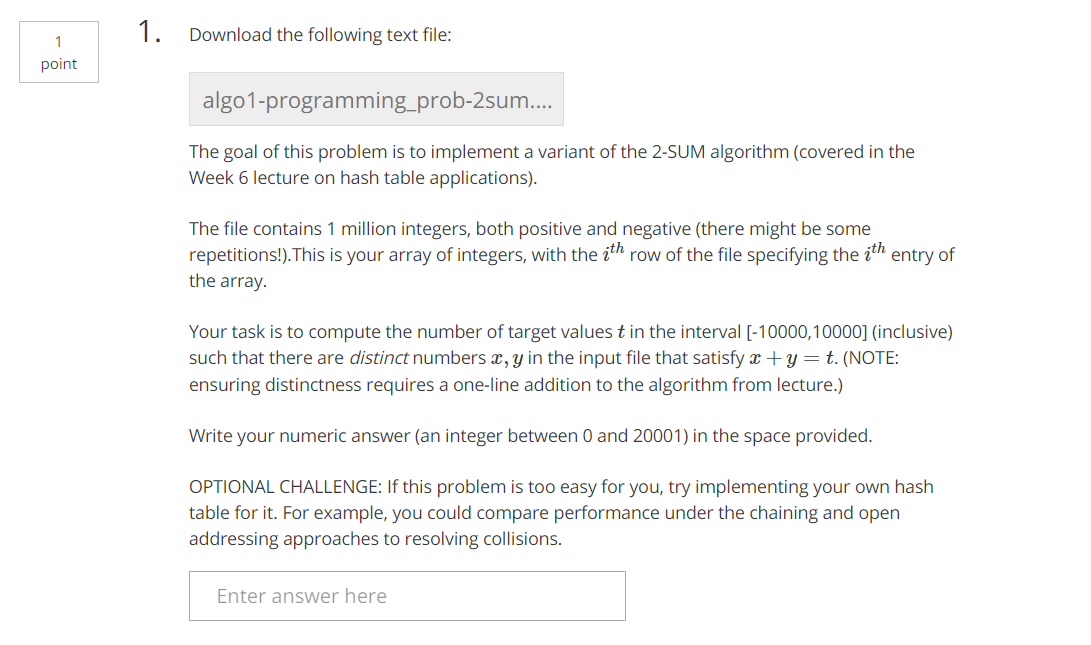 1
point
1.
Download the following text file:
algo1-programming_prob-2sum....
The goal of this problem is to implement a variant of the 2-SUM algorithm (covered in the
Week 6 lecture on hash table applications).
The file contains 1 million integers, both positive and negative (there might be some
repetitions!).This is your array of integers, with the i^{th} row of the file specifying the i^{th} entry of
the array.
Your task is to compute the number of target values t in the interval [-10000,10000] (inclusive)
such that there are distinct numbers x, y in the input file that satisfy x + y = t. (NOTE:
ensuring distinctness requires a one-line addition to the algorithm from lecture.)
Write your numeric answer (an integer between 0 and 20001) in the space provided.
OPTIONAL CHALLENGE: If this problem is too easy for you, try implementing your own hash
table for it. For example, you could compare performance under the chaining and open
addressing approaches to resolving collisions.
Enter answer here